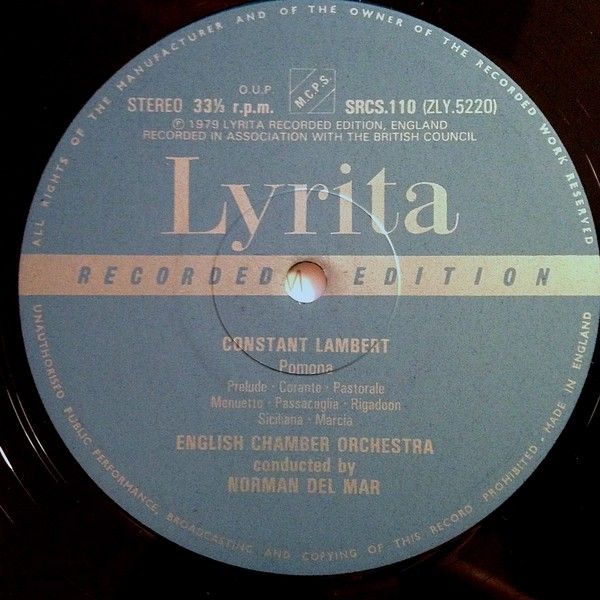 ALL RIGHTS OF THE MANUFACTURER AND OF THE OWNER OF THE RECORDED WORK RESERVED
O.U.P.
M.C.P.S.
STEREO 33⅓ r.p.m.
SRCS.110 (ZLY.5220)
Ⓟ 1979 LYRITA RECORDED EDITION, ENGLAND
RECORDED IN ASSOCIATION WITH THE BRITISH COUNCIL
Lyrita
RECORDED EDITION
CONSTANT LAMBERT
Pomona
Prelude · Corante · Pastorale
Menuetto · Passacaglia · Rigadoon
Siciliana · Marcia
ENGLISH CHAMBER ORCHESTRA
conducted by
NORMAN DEL MAR
UNAUTHORISED PUBLIC PERFORMANCE, BROADCASTING AND COPYING OF THIS RECORD PROHIBITED · MADE IN ENGLAND